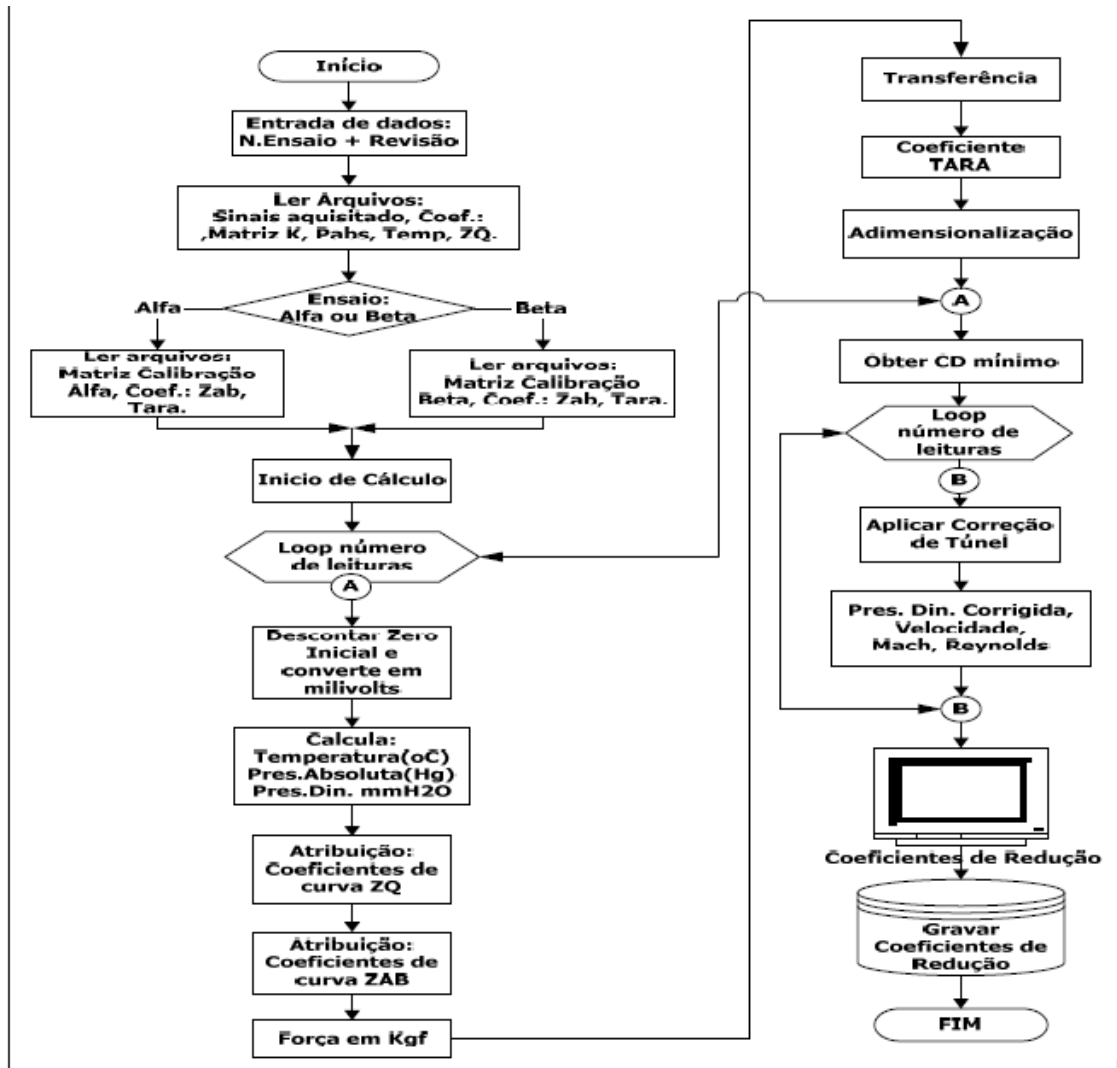 Início
Entrada de dados:
N.Ensaio + Revisão
Ler Arquivos:
Sinais aquisitado, Coef.:
,Matriz K, Pabs, Temp, ZQ.
Ensaio:
Alfa ou Beta
Alfa
Beta
Ler arquivos:
Matriz Calibração
Alfa, Coef.: Zab,
Tara.
Ler arquivos:
Matriz Calibração
Beta, Coef.: Zab, Tara.
Inicio de Cálculo
Loop número
de leituras
A
Descontar Zero
Inicial e
converte em
milivolts
Calcula:
Temperatura(oC)
Pres.Absoluta(Hg)
Pres.Din. mmH2O
Atribuição:
Coeficientes de
curva ZQ
Atribuição:
Coeficientes de
curva ZAB
Força em Kgf
Transferência
Coeficiente
TARA
Adimensionalização
A
Obter CD mínimo
Loop
número de
leituras
B
Aplicar Correção
de Túnel
Pres. Din. Corrigida,
Velocidade,
Mach, Reynolds
B
Coeficientes de Redução
Gravar
Coeficientes de
Redução
FIM